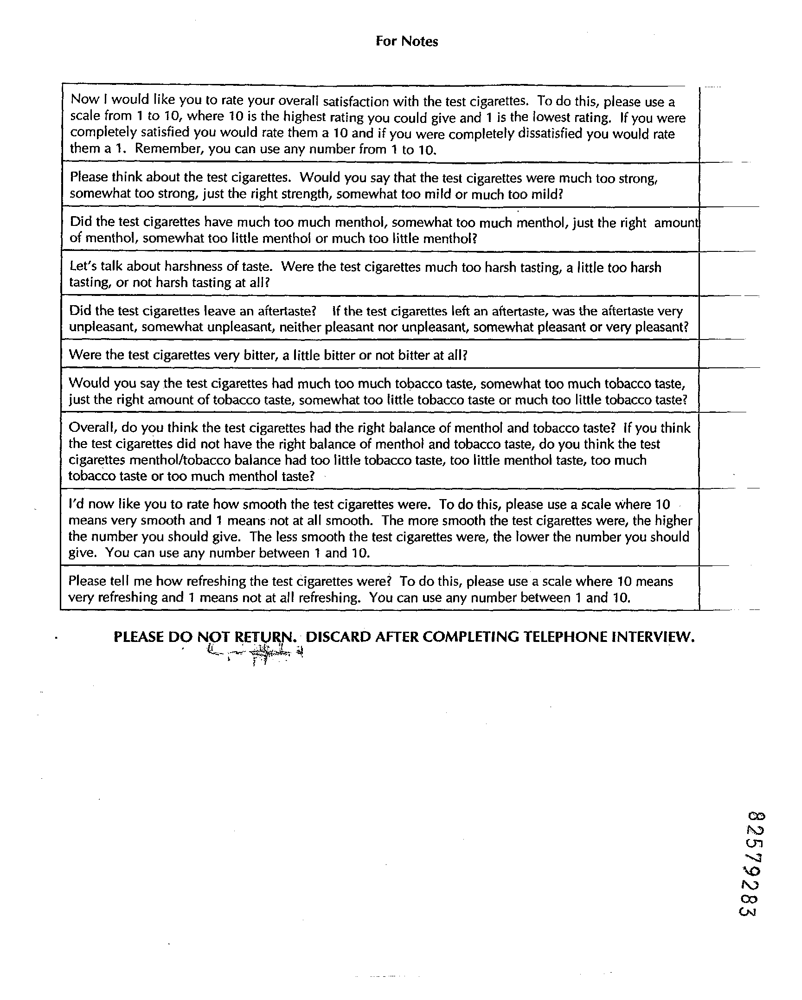 For Notes
Now I would like you to rate your overall satisfaction with the test cigarettes. To do this, please use a
scale from 1 to 10, where 10 is the highest rating you could give and 1 is the lowest rating. If you were
completely satisfied you would rate them a 10 and if you were completely dissatisfied you would rate
them a 1. Remember, you can use any number from 1 to 10.
Please think about the test cigarettes. Would you say that the test cigarettes were much too strong,
somewhat too strong, just the right strength, somewhat too mild or much too mild?
Did the test cigarettes have much too much menthol, somewhat too much menthol, just the right amount
of menthol, somewhat too little menthol or much too little menthol?
Let's talk about harshness of taste. Were the test cigarettes much too harsh tasting, a little too harsh
tasting, or not harsh tasting at all?
Did the test cigarettes leave an aftertaste? If the test cigarettes left an aftertaste, was the aftertaste very
unpleasant, somewhat unpleasant, neither pleasant nor unpleasant, somewhat pleasant or very pleasant?
Were the test cigarettes very bitter, a little bitter or not bitter at all?
Would you say the test cigarettes had much too much tobacco taste, somewhat too much tobacco taste,
just the right amount of tobacco taste, somewhat too little tobacco taste or much too little tobacco taste?
Overall, do you think the test cigarettes had the right balance of menthol and tobacco taste? If you think
the test cigarettes did not have the right balance of menthol and tobacco taste, do you think the test
cigarettes menthol/tobacco balance had too little tobacco taste, too little menthol taste, too much
tobacco taste or too much menthol taste?
I'd now like you to rate how smooth the test cigarettes were. To do this, please use a scale where 10
means very smooth and 1 means not at all smooth. The more smooth the test cigarettes were, the higher
the number you should give. The less smooth the test cigarettes were, the lower the number you should
give. You can use any number between 1 and 10.
Please tell me how refreshing the test cigarettes were? To do this, please use a scale where 10 means
very refreshing and 1 means not at all refreshing. You can use any number between 1 and 10.
PLEASE DO NOT RETURN. DISCARD AFTER COMPLETING TELEPHONE INTERVIEW.
82579283